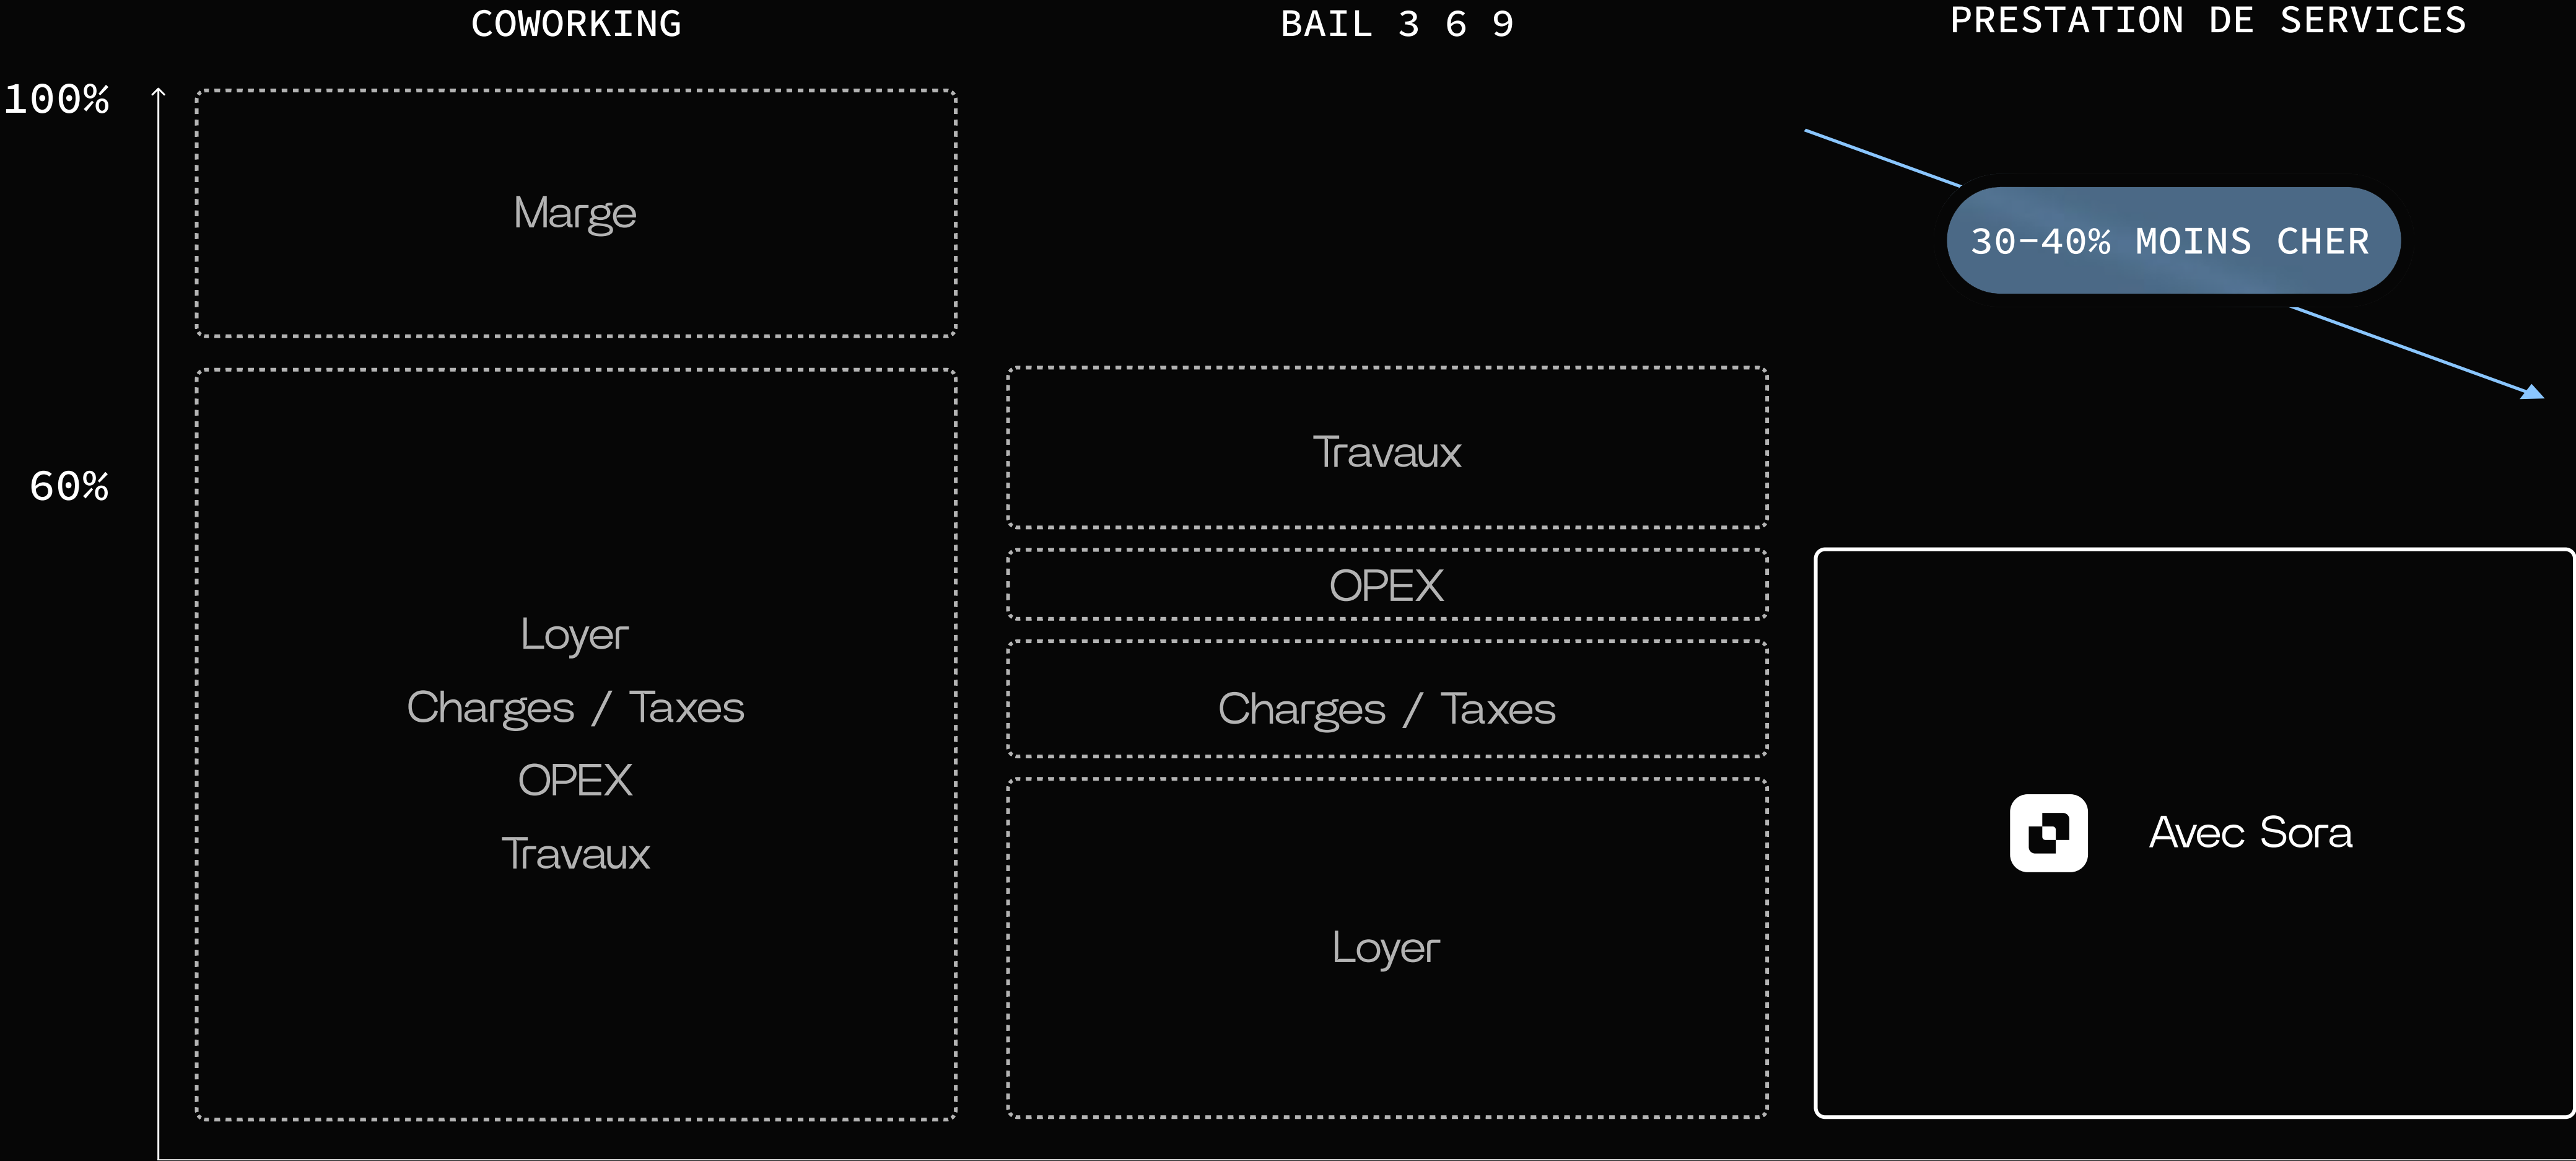 COWORKING
BAIL 3 6 9
PRESTATION DE SERVICES
100%
60%
Marge
Loyer
Charges / Taxes
OPEX
Travaux
Travaux
OPEX
Charges / Taxes
Loyer
30-40% MOINS CHER
Avec Sora